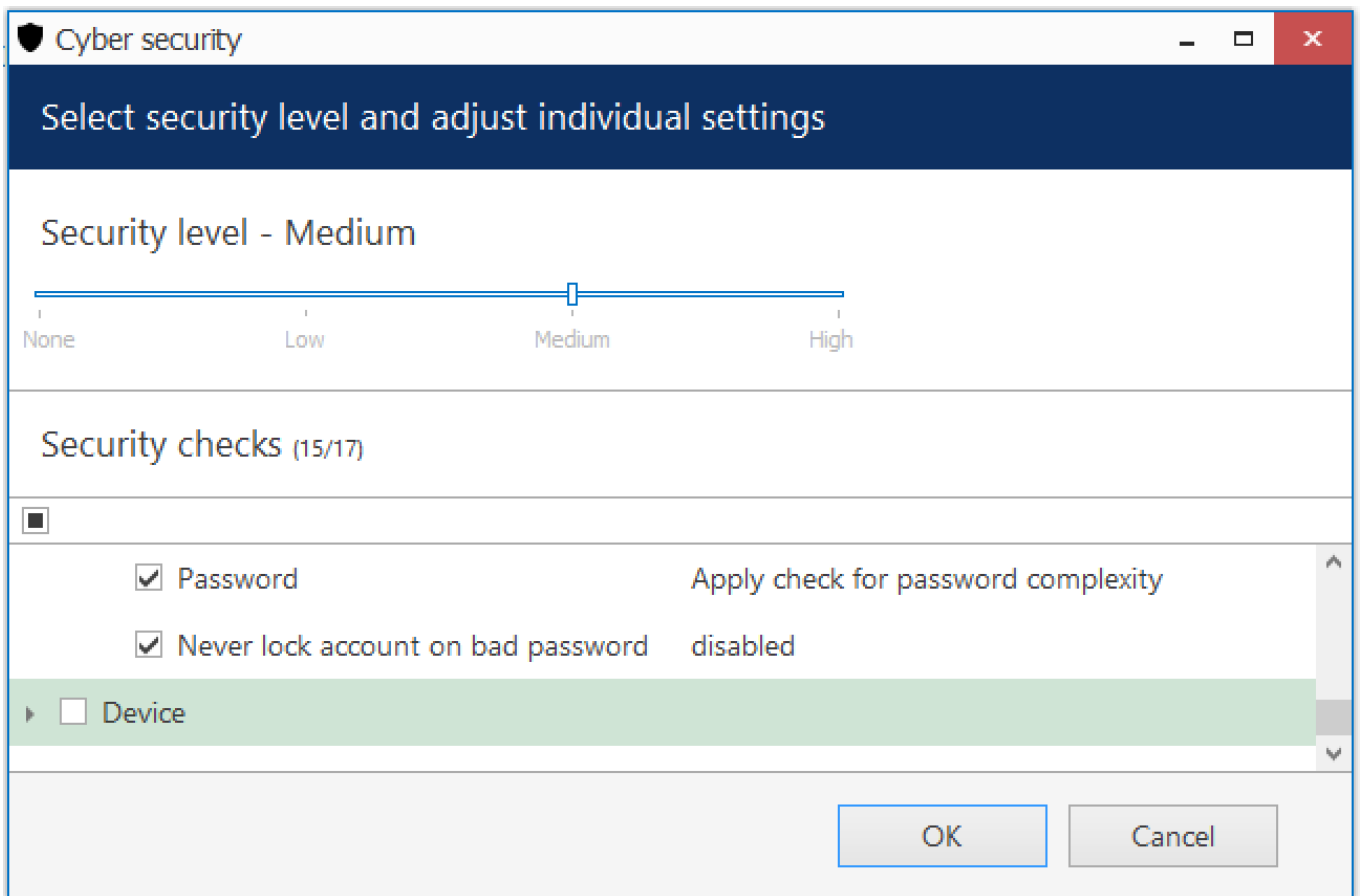 Cyber security
Select security level and adjust individual settings
Security level - Medium
None Low Medium High
Security checks (15/17)
Password Apply check for password complexity
Never lock account on bad password disabled
Device
OK Cancel